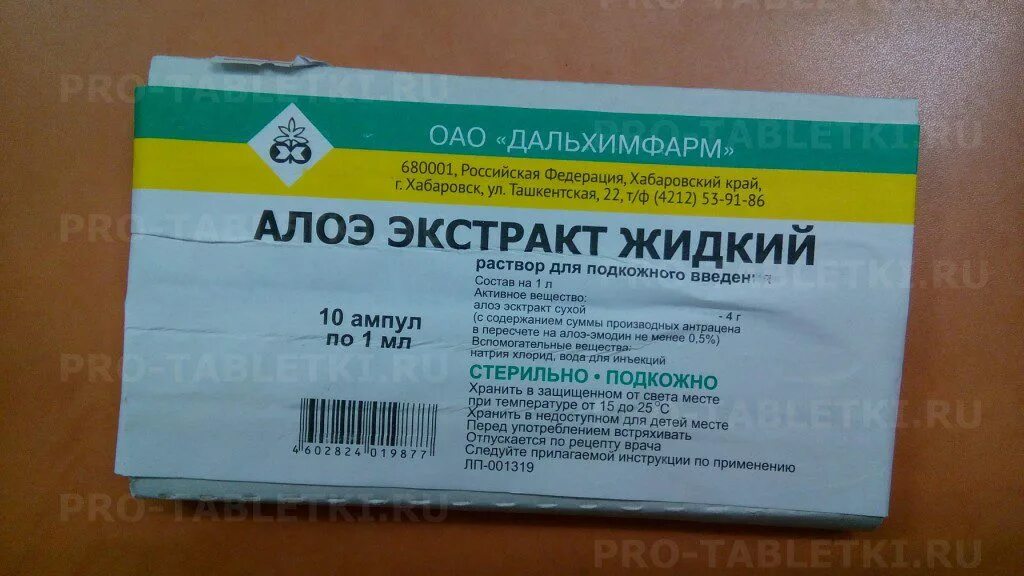 ОАО «ДАЛЬХИМФАРМ»
680001, Российская Федерация, Хабаровский край,
г. Хабаровск, ул. Ташкентская, 22, т/ф (4212) 53-91-86
АЛОЭ ЭКСТРАКТ ЖИДКИЙ
раствор для подкожного введения
10 ампул
по 1 мл
Состав на 1 л
Активное вещество:
алоэ эсктракт сухой - 4 г
(с содержанием суммы производных антрацена
в пересчете на алоэ-эмодин не менее 0.5%)
Вспомогательные вещества:
натрия хлорид, вода для инъекций
СТЕРИЛЬНО • ПОДКОЖНО
Хранить в защищенном от света месте
при температуре от 15 до 25 °С
Хранить в недоступном для детей месте
Перед употреблением встряхивать
Отпускается по рецепту врача
Следуйте прилагаемой инструкции по применению
ЛП-001319
4 602824 019877
PRO-TABLETKI.RU
PRO-TABLETKI.RU
PRO-TABLETKI.RU
PRO-TABLETKI.RU
PRO-TABLETKI.RU
PRO-TABLETKI.RU
PRO-TABLETKI.RU
PRO-TABLETKI.RU